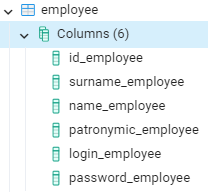 employee
Columns (6)
id_employee
surname_employee
name_employee
patronymic_employee
login_employee
password_employee